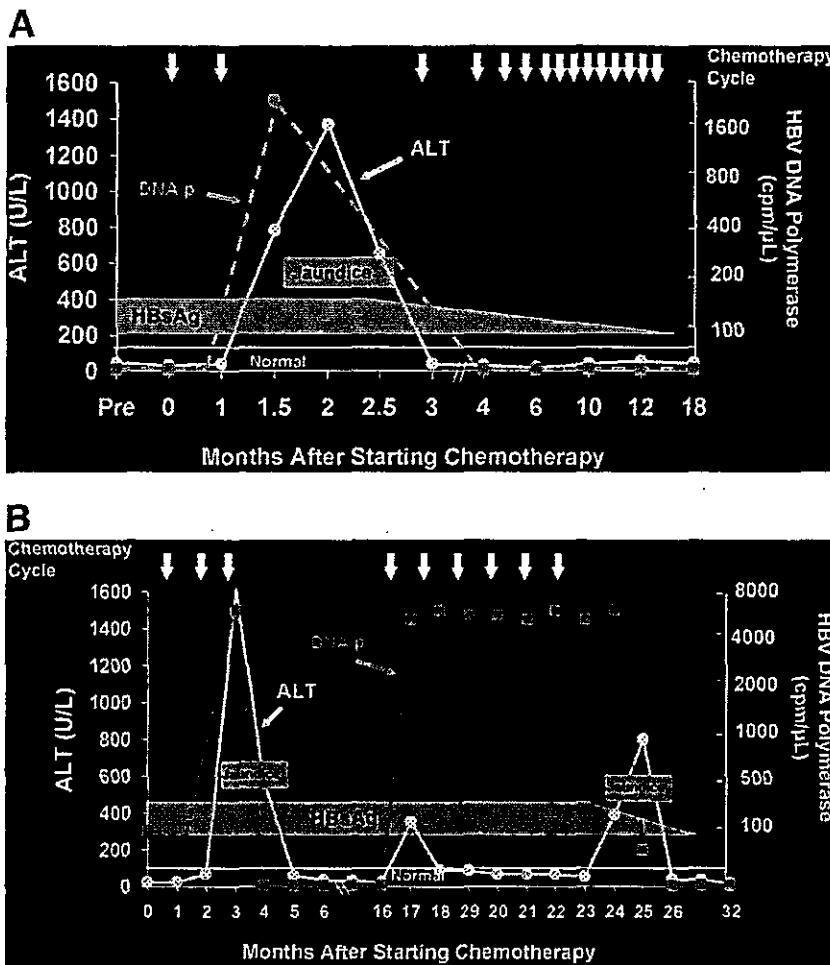 A
Chemotherapy
Cycle
1600
1400
1200
1000
800
600
400
200
0
ALT (U/L)
DNA p
ALT
HBsAg
Normal
1600
800
400
200
100
HBV DNA Polymerase
(cpm/µL)
Pre 0 1 1.5 2 2.5 3 4 6 10 12 18
Months After Starting Chemotherapy
B
Chemotherapy
Cycle
1600
1400
1200
1000
800
600
400
200
0
ALT (U/L)
DNA p
ALT
HBsAg
Normal
8000
4000
2000
1000
500
100
HBV DNA Polymerase
(cpm/µL)
0 1 2 3 4 5 6 16 17 18 29 20 21 22 23 24 25 26 32
Months After Starting Chemotherapy